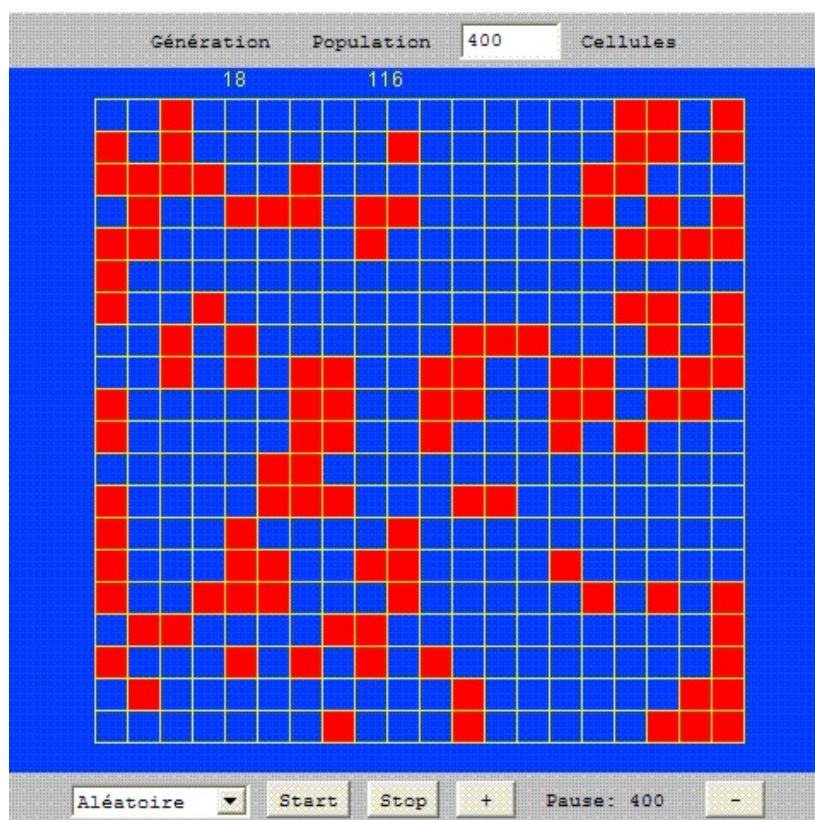 Génération Population 400 Cellules
18 116
Aléatoire Start Stop + Pause: 400 -